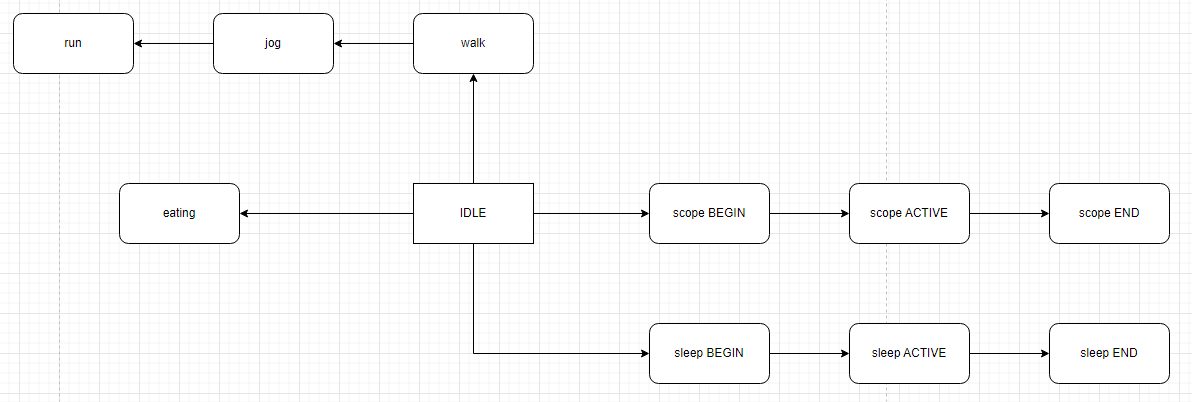 run
jog
walk
eating
IDLE
scope BEGIN
scope ACTIVE
scope END
sleep BEGIN
sleep ACTIVE
sleep END